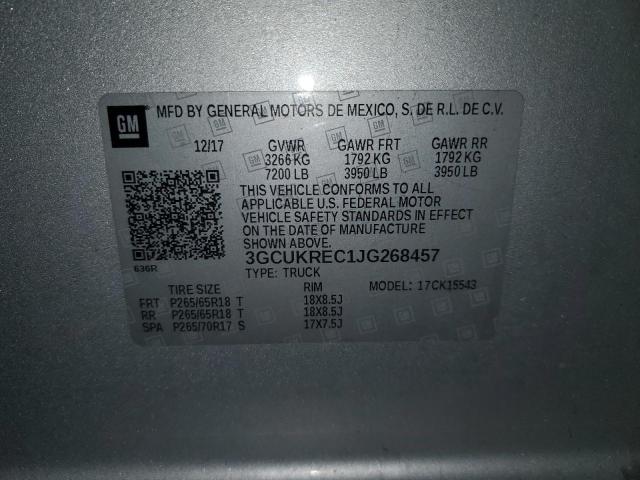 GM ® MFD BY GENERAL MOTORS DE MEXICO, S. DE R.L. DE C.V.
12/17 GVWR GAWR FRT GAWR RR
3266 KG 1792 KG 1792 KG
7200 LB 3950 LB 3950 LB
THIS VEHICLE CONFORMS TO ALL
APPLICABLE U.S. FEDERAL MOTOR
VEHICLE SAFETY STANDARDS IN EFFECT
ON THE DATE OF MANUFACTURE
SHOWN ABOVE.
636R 3GCUKREC1JG268457
TYPE: TRUCK
TIRE SIZE RIM MODEL: 17CK15543
FRT P265/65R18 T 18X8.5J
RR P265/65R18 T 18X8.5J
SPA P265/70R17 S 17X7.5J